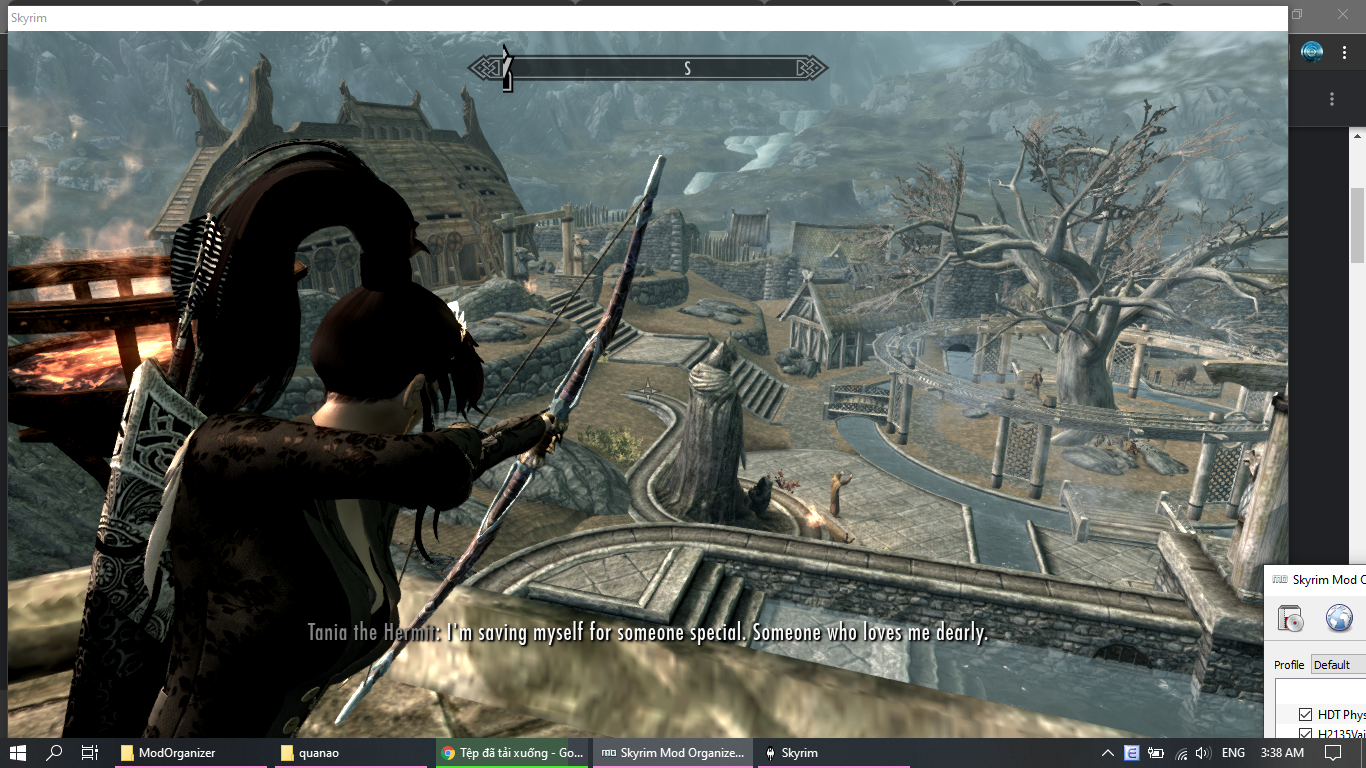 Skyrim
S
Tania the Hermit: I'm saving myself for someone special. Someone who loves me dearly.
Skyrim Mod O
Profile Default
HDT Phys
H2135Vai
ModOrganizer
quanao
Tệp đã tải xuống - Go...
Skyrim Mod Organize...
Skyrim
ENG
3:38 AM